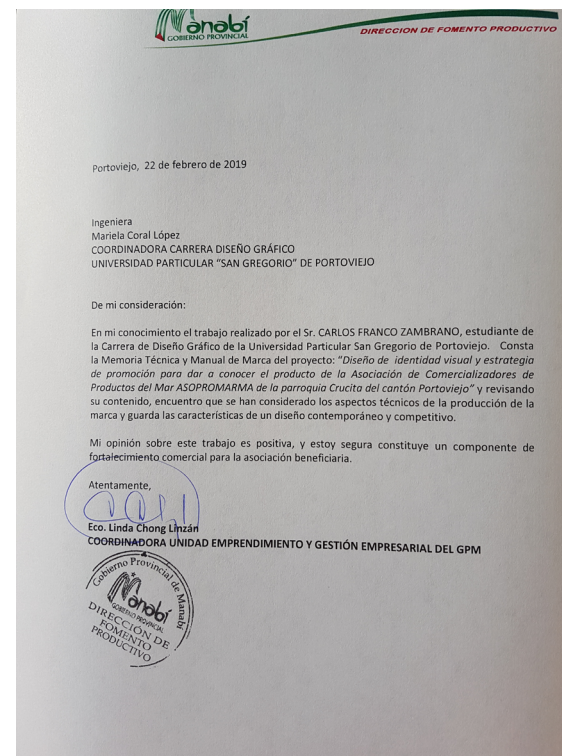 Manabí
GOBIERNO PROVINCIAL
DIRECCION DE FOMENTO PRODUCTIVO
Portoviejo, 22 de febrero de 2019
Ingeniera
Mariela Coral López
COORDINADORA CARRERA DISEÑO GRÁFICO
UNIVERSIDAD PARTICULAR “SAN GREGORIO” DE PORTOVIEJO
De mi consideración:
En mi conocimiento el trabajo realizado por el Sr. CARLOS FRANCO ZAMBRANO, estudiante de
la Carrera de Diseño Gráfico de la Universidad Particular San Gregorio de Portoviejo. Consta
la Memoria Técnica y Manual de Marca del proyecto: “Diseño de identidad visual y estrategia
de promoción para dar a conocer el producto de la Asociación de Comercializadores de
Productos del Mar ASOPROMARMA de la parroquia Crucita del cantón Portoviejo” y revisando
su contenido, encuentro que se han considerado los aspectos técnicos de la producción de la
marca y guarda las características de un diseño contemporáneo y competitivo.
Mi opinión sobre este trabajo es positiva, y estoy segura constituye un componente de
fortalecimiento comercial para la asociación beneficiaria.
Atentamente,
Eco. Linda Chong Linzán
COORDINADORA UNIDAD EMPRENDIMIENTO Y GESTIÓN EMPRESARIAL DEL GPM
Gobierno Provincial de Manabí
Manabí
GOBIERNO PROVINCIAL
DIRECCIÓN DE
FOMENTO
PRODUCTIVO